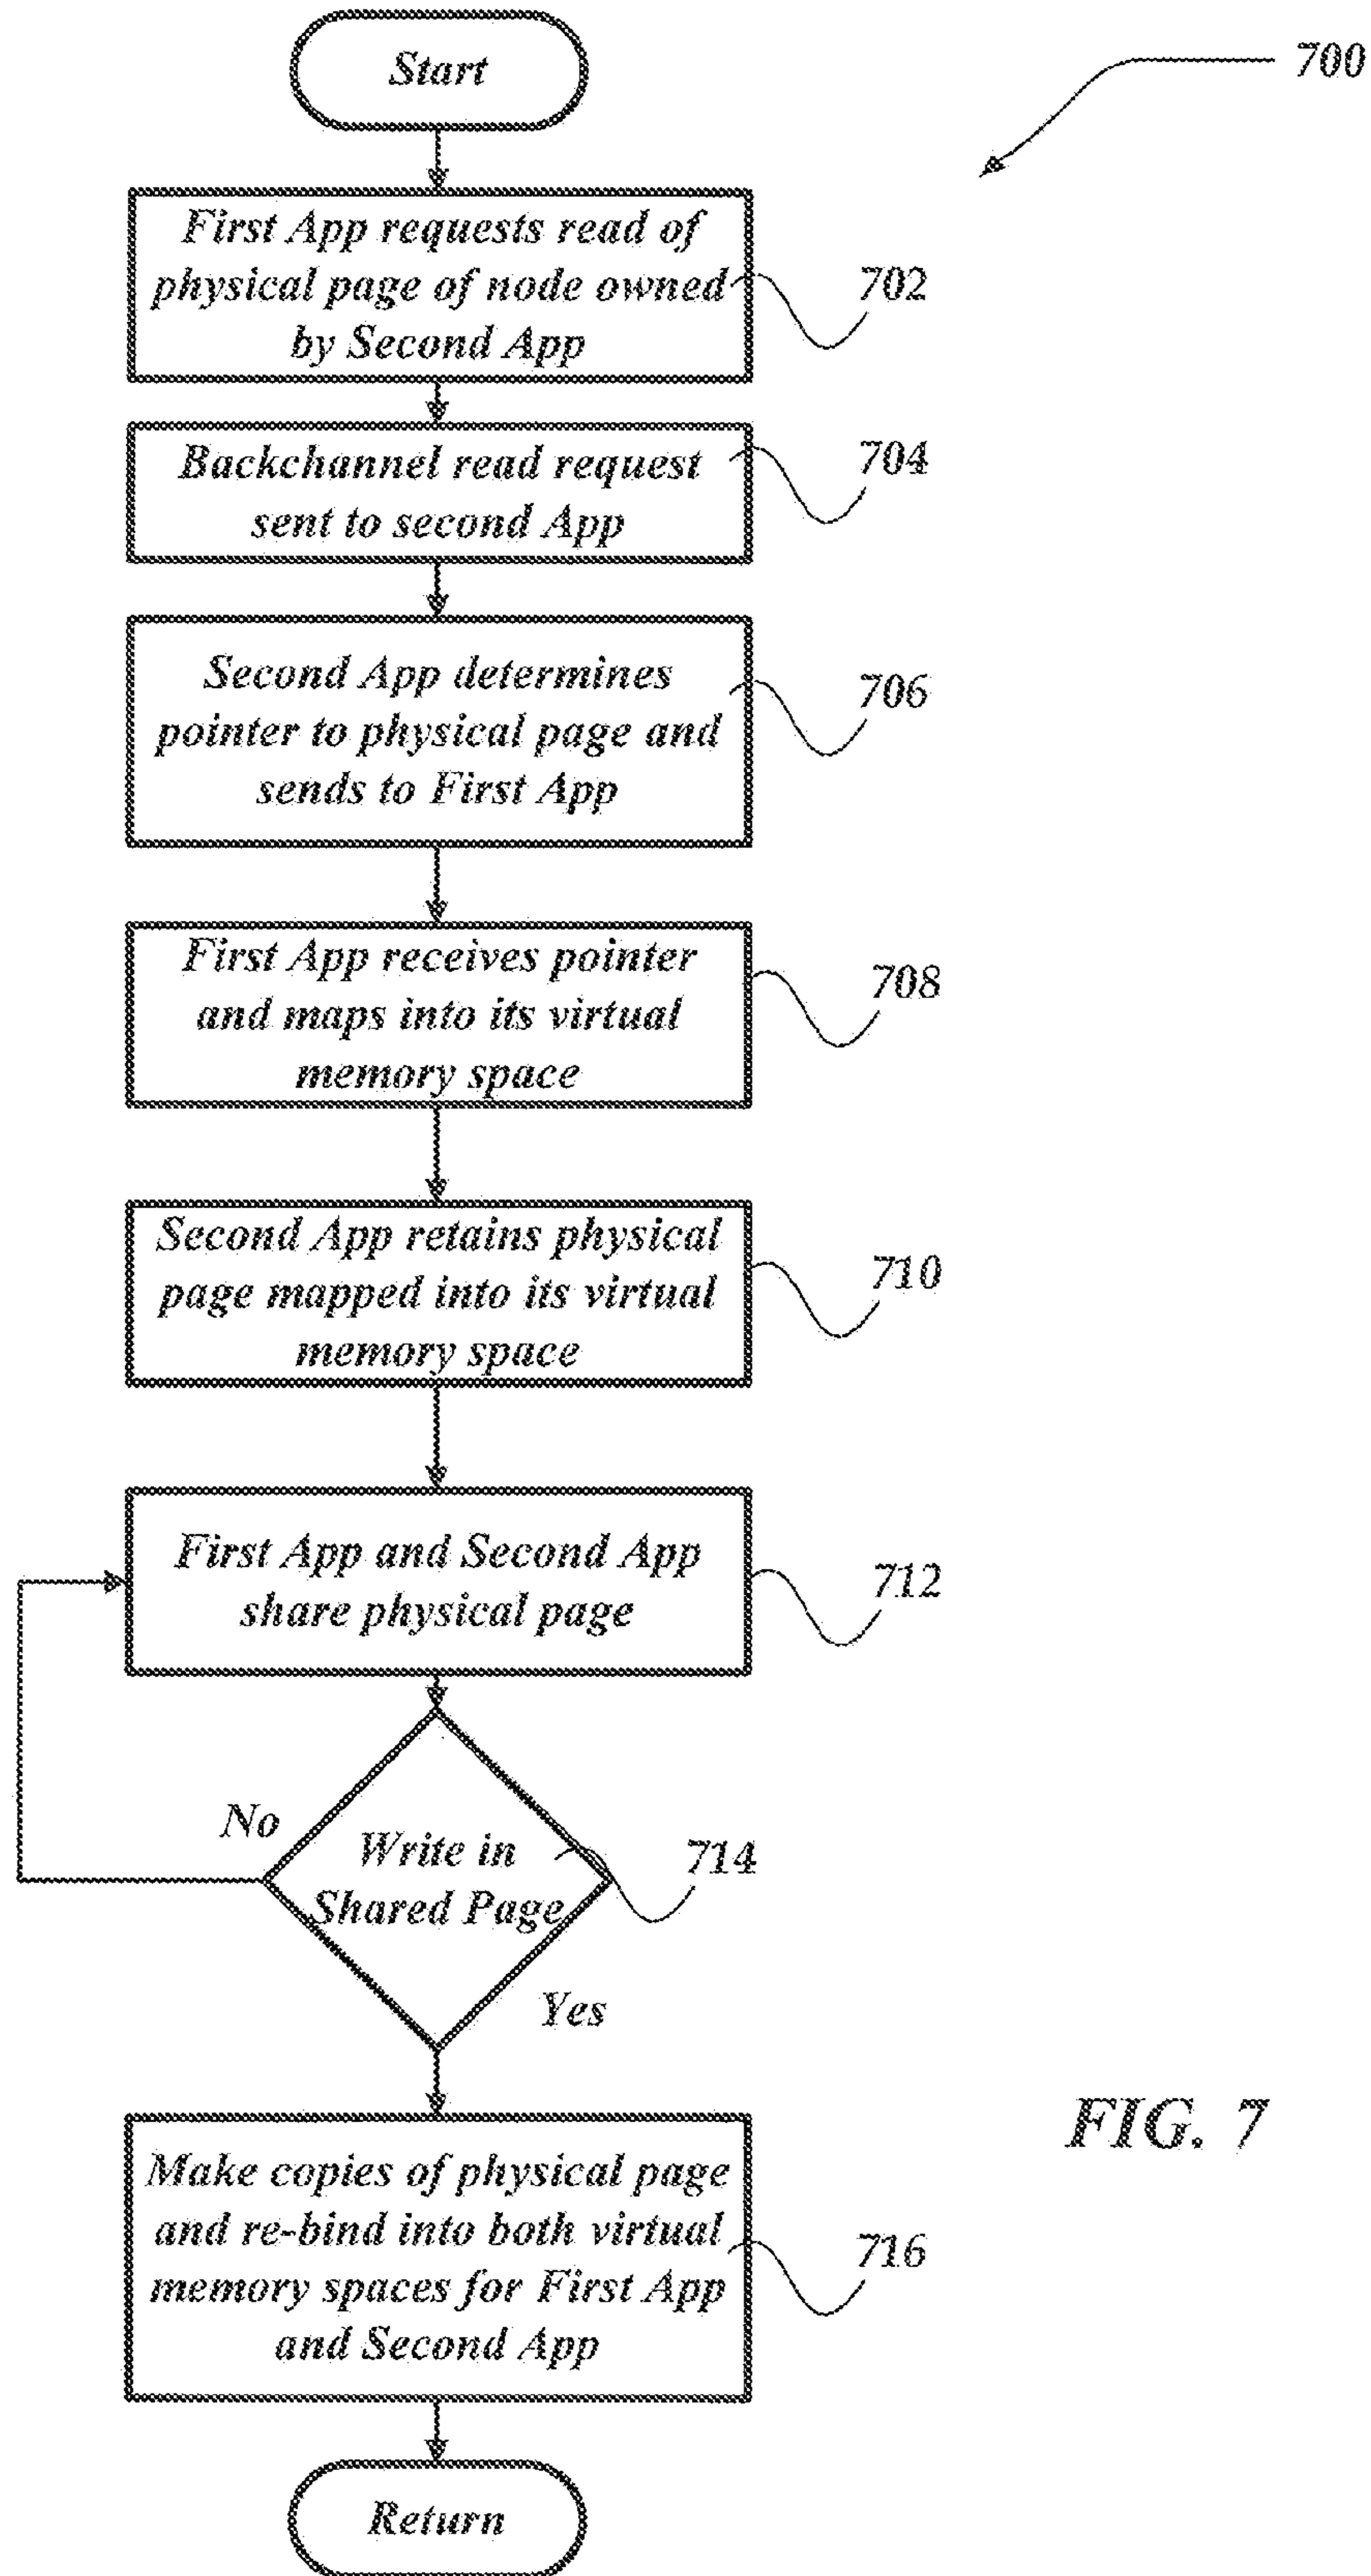 Start
700
First App requests read of
physical page of node owned
by Second App
702
Backchannel read request
sent to second App
704
Second App determines
pointer to physical page and
sends to First App
706
First App receives pointer
and maps into its virtual
memory space
708
Second App retains physical
page mapped into its virtual
memory space
710
First App and Second App
share physical page
712
No
Write in
Shared Page
714
Yes
Make copies of physical page
and re-bind into both virtual
memory spaces for First App
and Second App
716
FIG. 7
Return